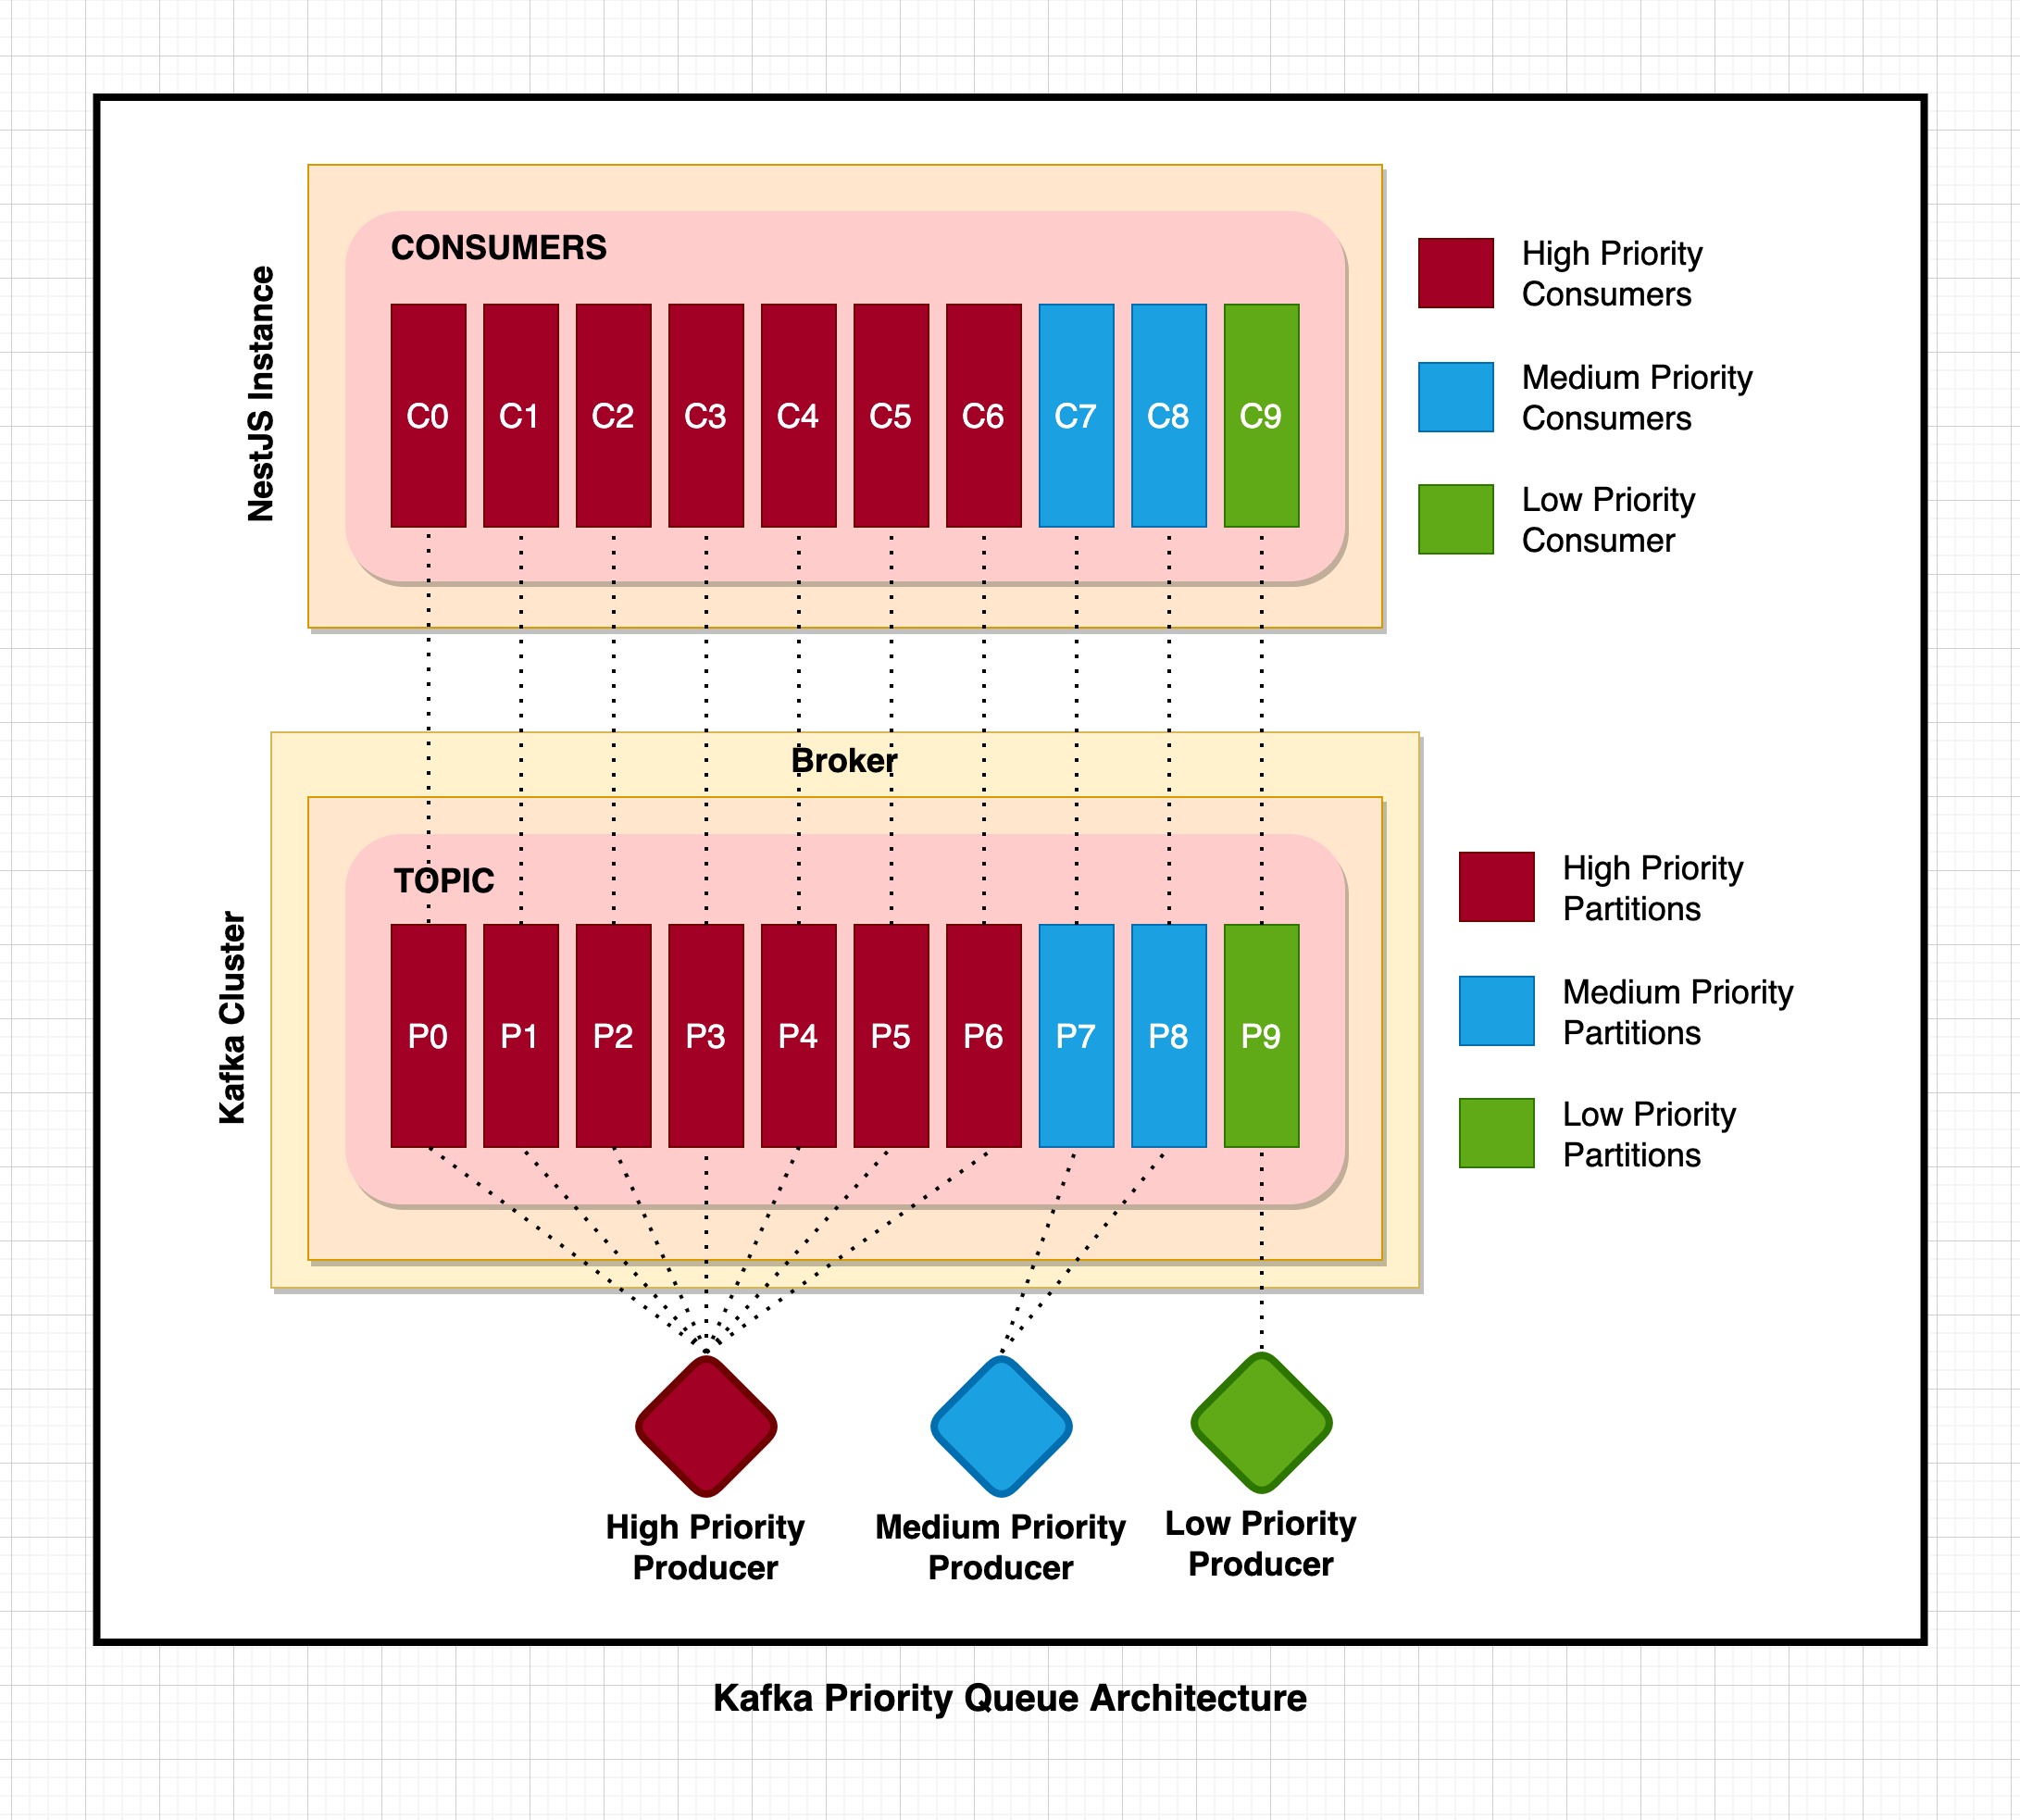 NestJS Instance
CONSUMERS
C0 C1 C2 C3 C4 C5 C6 C7 C8 C9
High Priority
Consumers
Medium Priority
Consumers
Low Priority
Consumer
Kafka Cluster
Broker
TOPIC
P0 P1 P2 P3 P4 P5 P6 P7 P8 P9
High Priority
Partitions
Medium Priority
Partitions
Low Priority
Partitions
High Priority
Producer
Medium Priority
Producer
Low Priority
Producer
Kafka Priority Queue Architecture